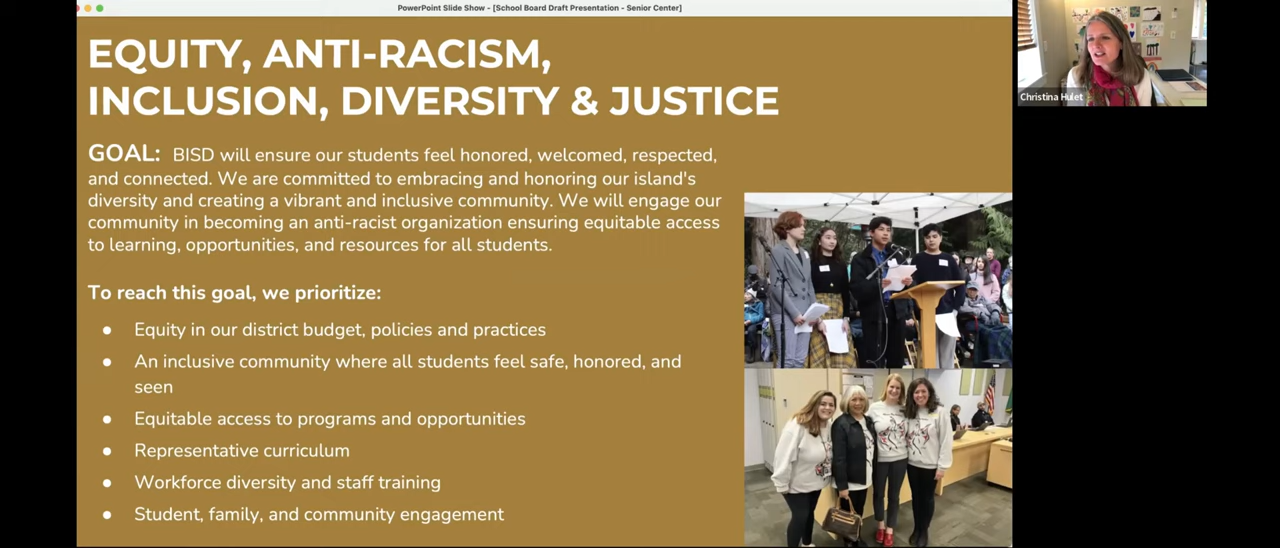 PowerPoint Slide Show - [School Board Draft Presentation - Senior Center]
EQUITY, ANTI-RACISM,
INCLUSION, DIVERSITY & JUSTICE
GOAL: BISD will ensure our students feel honored, welcomed, respected,
and connected. We are committed to embracing and honoring our island's
diversity and creating a vibrant and inclusive community. We will engage our
community in becoming an anti-racist organization ensuring equitable access
to learning, opportunities, and resources for all students.
To reach this goal, we prioritize:
● Equity in our district budget, policies and practices
● An inclusive community where all students feel safe, honored, and
seen
● Equitable access to programs and opportunities
● Representative curriculum
● Workforce diversity and staff training
● Student, family, and community engagement
Christina Hulet